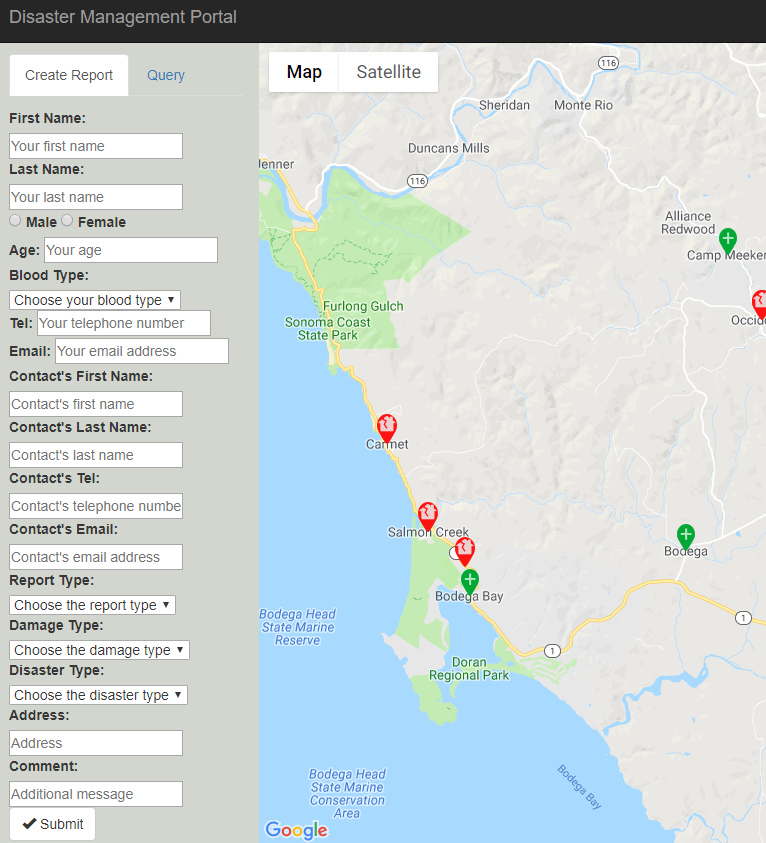 Disaster Management Portal
Create Report
Query
First Name:
Your first name
Last Name:
Your last name
Male Female
Age: Your age
Blood Type:
Choose your blood type
Tel: Your telephone number
Email: Your email address
Contact's First Name:
Contact's first name
Contact's Last Name:
Contact's last name
Contact's Tel:
Contact's telephone numbe
Contact's Email:
Contact's email address
Report Type:
Choose the report type
Damage Type:
Choose the damage type
Disaster Type:
Choose the disaster type
Address:
Address
Comment:
Additional message
Submit
Map
Satellite
116
Sheridan
Monte Rio
Duncans Mills
Jenner
116
Alliance
Redwood
Camp Meeker
Furlong Gulch
Sonoma Coast
State Park
Occid
Carmet
Salmon Creek
Bodega
Bodega Bay
Bodega Head
State Marine
Reserve
1
1
Doran
Regional Park
Bodega Head
State Marine
Conservation
Area
Bodega Bay
Google